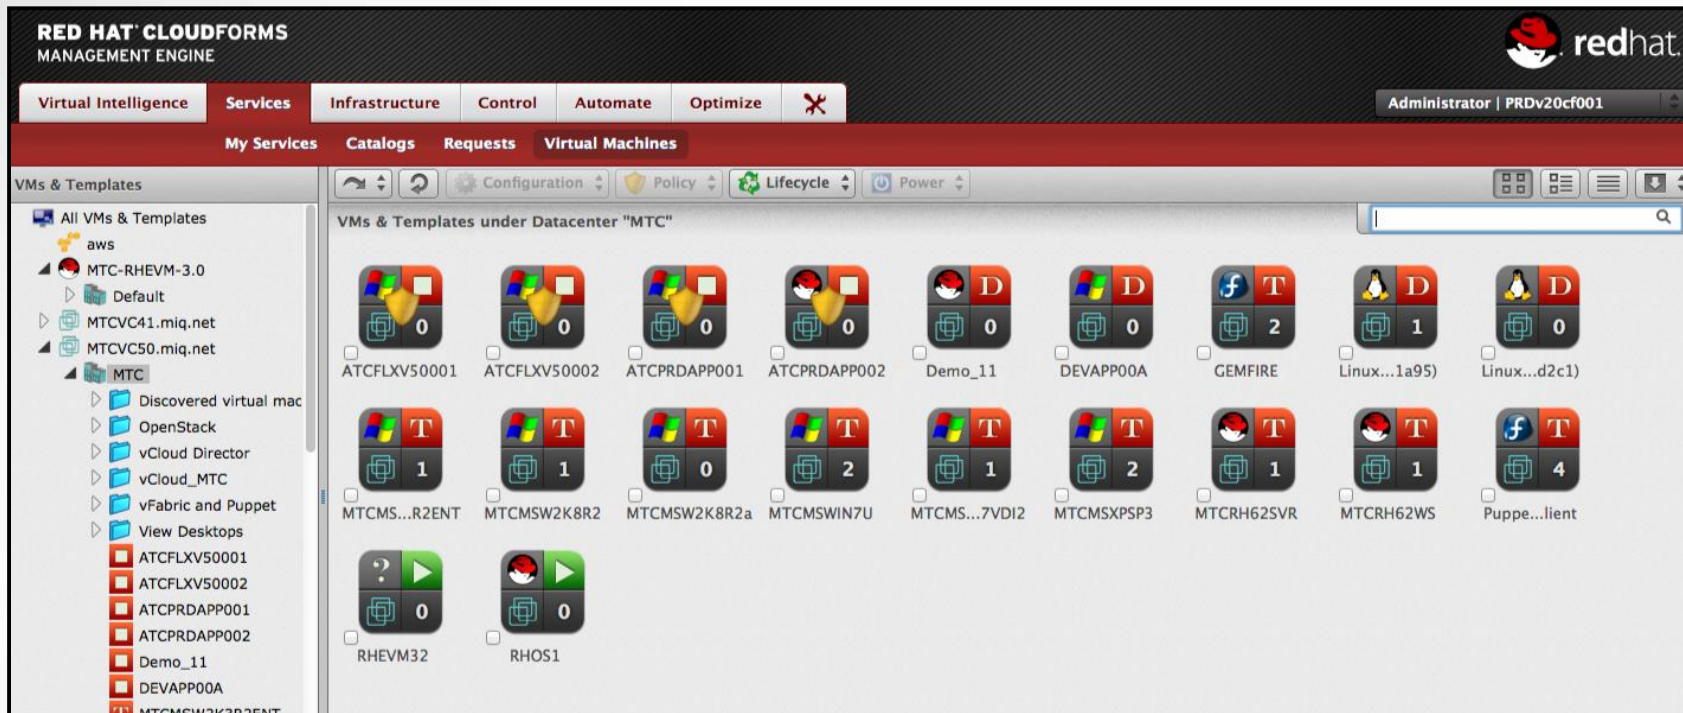 RED HAT CLOUDFORMS
MANAGEMENT ENGINE
redhat.
Virtual Intelligence Services Infrastructure Control Automate Optimize
Administrator | PRDv20cf001
My Services Catalogs Requests Virtual Machines
VMs & Templates
Configuration Policy Lifecycle Power
All VMs & Templates
aws
MTC-RHEVM-3.0
Default
MTCVC41.miq.net
MTCVC50.miq.net
MTC
Discovered virtual mac
OpenStack
vCloud Director
vCloud_MTC
vFabric and Puppet
View Desktops
ATCFLXV50001
ATCFLXV50002
ATCPRDAPP001
ATCPRDAPP002
Demo_11
DEVAPP00A
T MTCMSW2K3R2ENT
VMs & Templates under Datacenter "MTC"
D D T D D
0 0 0 0 0 0 2 1 0
ATCFLXV50001 ATCFLXV50002 ATCPRDAPP001 ATCPRDAPP002 Demo_11 DEVAPP00A GEMFIRE Linux...1a95) Linux...d2c1)
T T T T T T T T T
1 1 0 2 1 2 1 1 4
MTCMS...R2ENT MTCMSW2K8R2 MTCMSW2K8R2a MTCMSWIN7U MTCMS...7VDI2 MTCMSXPSP3 MTCRH62SVR MTCRH62WS Puppe...lient
?
0 0
RHEVM32 RHOS1